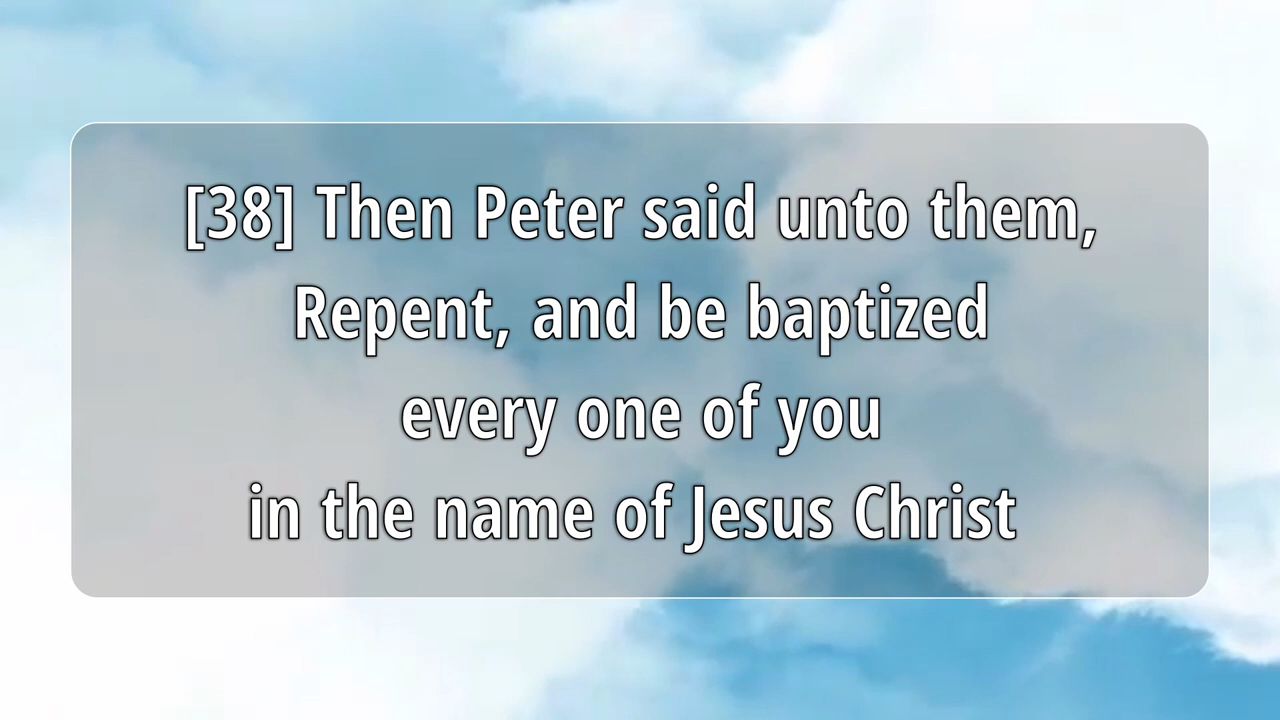 [38] Then Peter said unto them,
Repent, and be baptized
every one of you
in the name of Jesus Christ